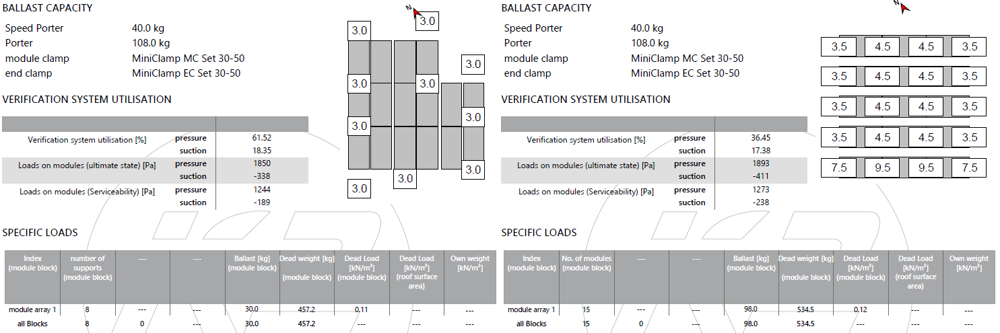 BALLAST CAPACITY
Speed Porter 40.0 kg
Porter 108.0 kg
module clamp MiniClamp MC Set 30-50
end clamp MiniClamp EC Set 30-50
N
3.0
3.0
3.0
3.0
3.0
3.0
3.0
3.0
3.0
3.0
VERIFICATION SYSTEM UTILISATION
Verification system utilisation [%] pressure 61.52
suction 18.35
Loads on modules (ultimate state) [Pa] pressure 1850
suction -338
Loads on modules (Serviceability) [Pa] pressure 1244
suction -189
SPECIFIC LOADS
Index (module block) number of supports (module block) --- --- Ballast [kg] (module block) Dead weight [kg] (module block) Dead Load [kN/m²] (module block) Dead Load [kN/m²] (roof surface area) Own weight [kN/m²]
module array 1 8 --- --- 30.0 457.2 0.11 --- ---
all Blocks 8 0 --- 30.0 457.2 --- --- ---
BALLAST CAPACITY
Speed Porter 40.0 kg
Porter 108.0 kg
module clamp MiniClamp MC Set 30-50
end clamp MiniClamp EC Set 30-50
N
3.5 4.5 4.5 3.5
3.5 4.5 4.5 3.5
3.5 4.5 4.5 3.5
3.5 4.5 4.5 3.5
7.5 9.5 9.5 7.5
VERIFICATION SYSTEM UTILISATION
Verification system utilisation [%] pressure 36.45
suction 17.38
Loads on modules (ultimate state) [Pa] pressure 1893
suction -411
Loads on modules (Serviceability) [Pa] pressure 1273
suction -238
SPECIFIC LOADS
Index (module block) No. of modules (module block) --- --- Ballast [kg] (module block) Dead weight [kg] (module block) Dead Load [kN/m²] (module block) Dead Load [kN/m²] (roof surface area) Own weight [kN/m²]
module array 1 15 --- --- 98.0 534.5 0.12 --- ---
all Blocks 15 0 --- 98.0 534.5 --- --- ---